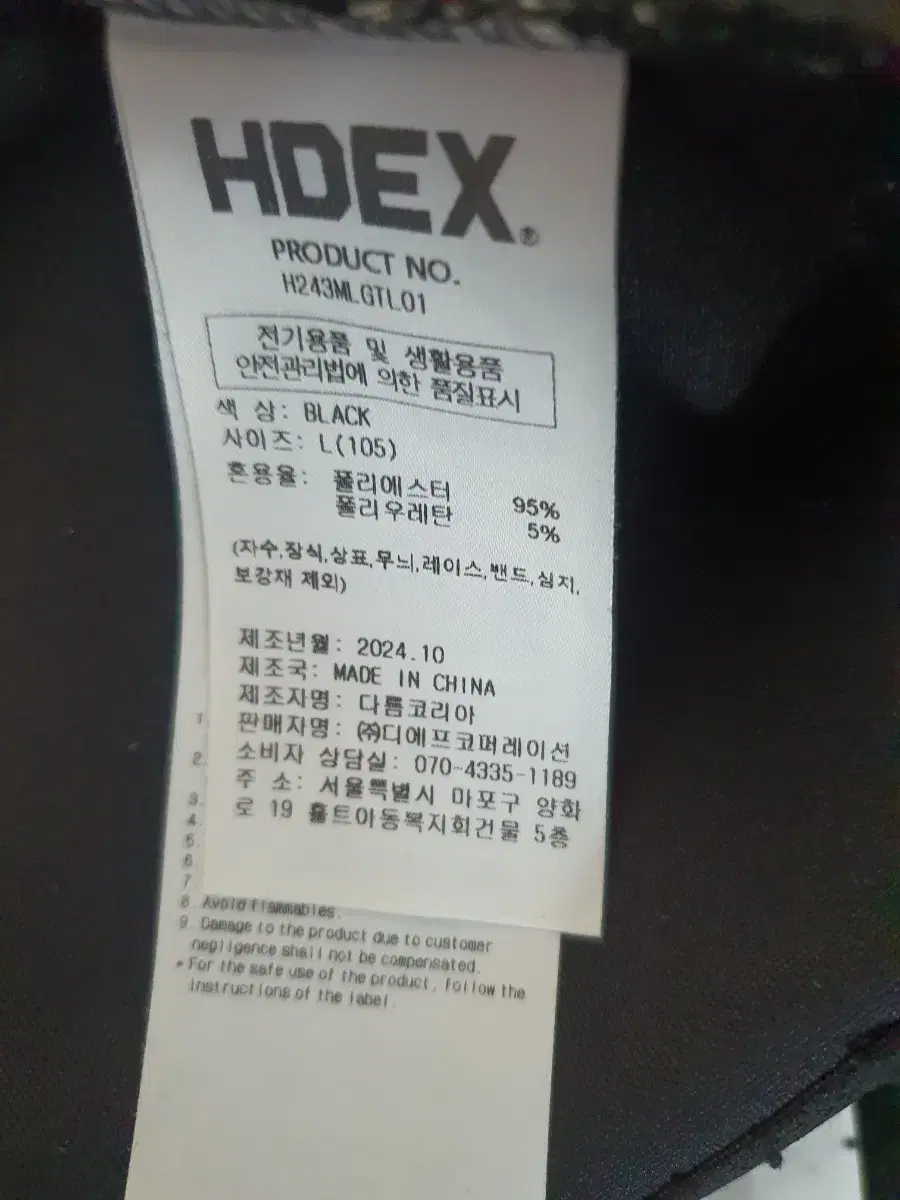 HDEX®
PRODUCT NO.
H243MLGTL01
전기용품 및 생활용품
안전관리법에 의한 품질표시
색 상: BLACK
사이즈: L(105)
혼용율: 폴리에스터 95%
폴리우레탄 5%
(자수,장식,상표,무늬,레이스,밴드,심지,
보강재 제외)
제조년월: 2024.10
제조국: MADE IN CHINA
제조자명: 다름코리아
판매자명: ㈜디에프코퍼레이션
소비자 상담실: 070-4335-1189
주 소: 서울특별시 마포구 양화
로 19 홀트아동복지회건물 5층
1
2.
3.
4.
5.
6
7
8. Avoid flammables.
9. Damage to the product due to customer
negligence shall not be compensated.
* For the safe use of the product, follow the
instructions of the label.